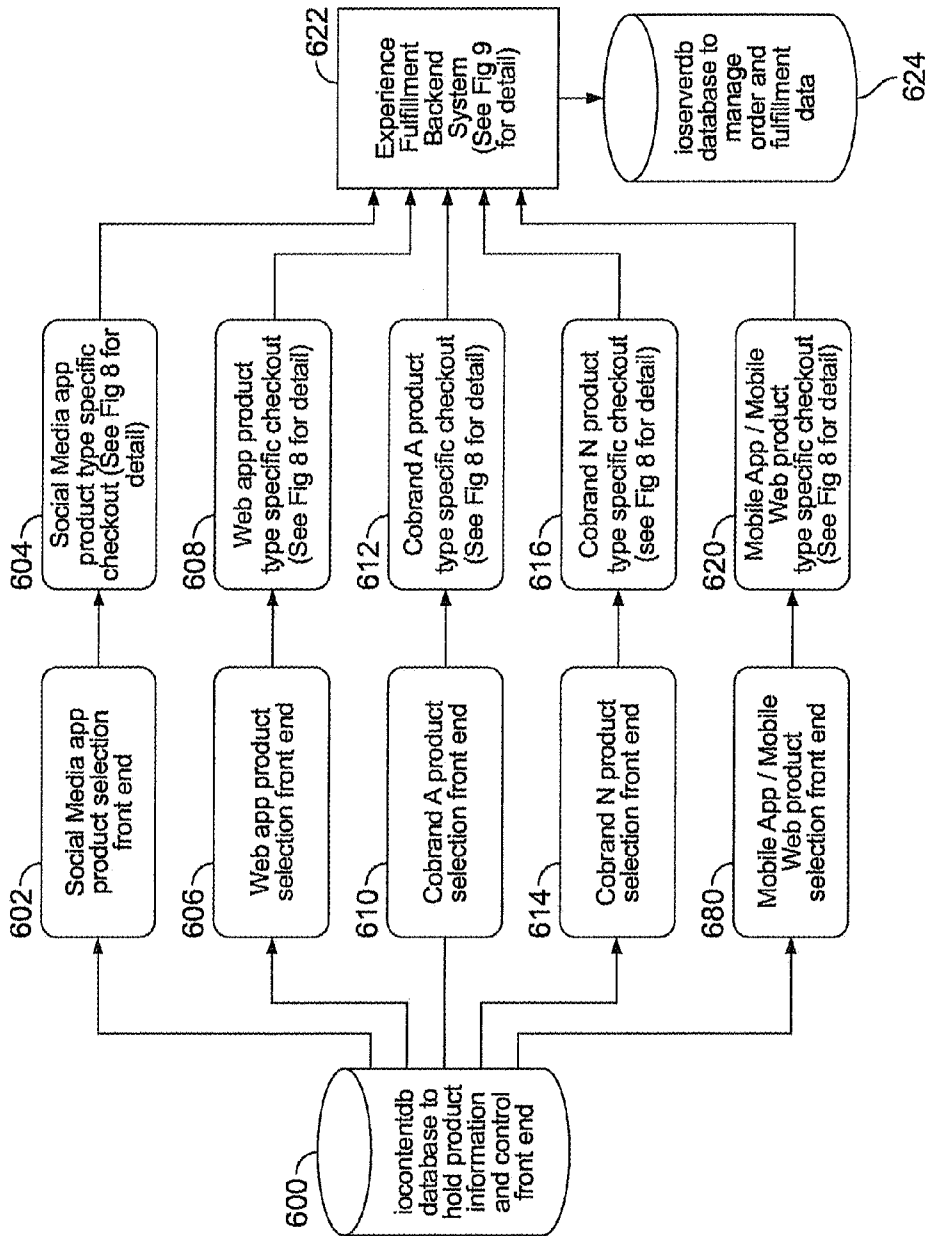 600
iocontentdb
database to
hold product
information
and control
front end
602
Social Media app
product selection
front end
604
Social Media app
product type specific
checkout (See Fig 8 for
detail)
606
Web app product
selection front end
608
Web app product
type specific checkout
(See Fig 8 for detail)
610
Cobrand A product
selection front end
612
Cobrand A product
type specific checkout
(See Fig 8 for detail)
614
Cobrand N product
selection front end
616
Cobrand N product
type specific checkout
(see Fig 8 for detail)
680
Mobile App / Mobile
Web product
selection front end
620
Mobile App / Mobile
Web product
type specific checkout
(See Fig 8 for detail)
622
Experience
Fulfillment
Backend
System
(See Fig 9
for detail)
ioserverdb
database to
manage
order and
fulfillment
data
624